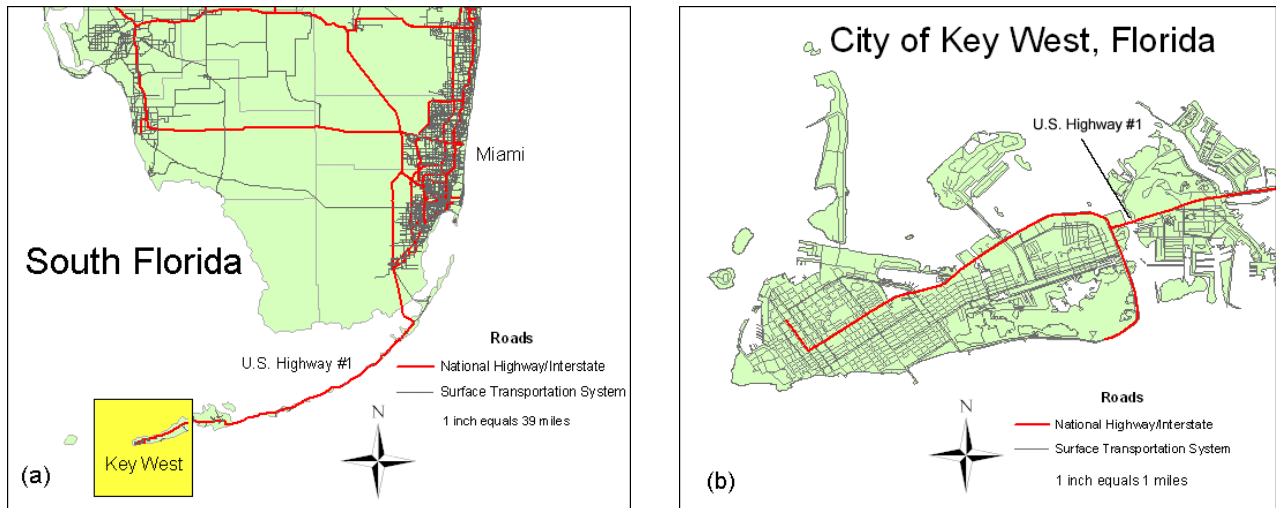 Miami
South Florida
U.S. Highway #1
Roads
National Highway/Interstate
Surface Transportation System
1 inch equals 39 miles
N
Key West
(a)
City of Key West, Florida
U.S. Highway #1
Roads
National Highway/Interstate
Surface Transportation System
1 inch equals 1 miles
N
(b)